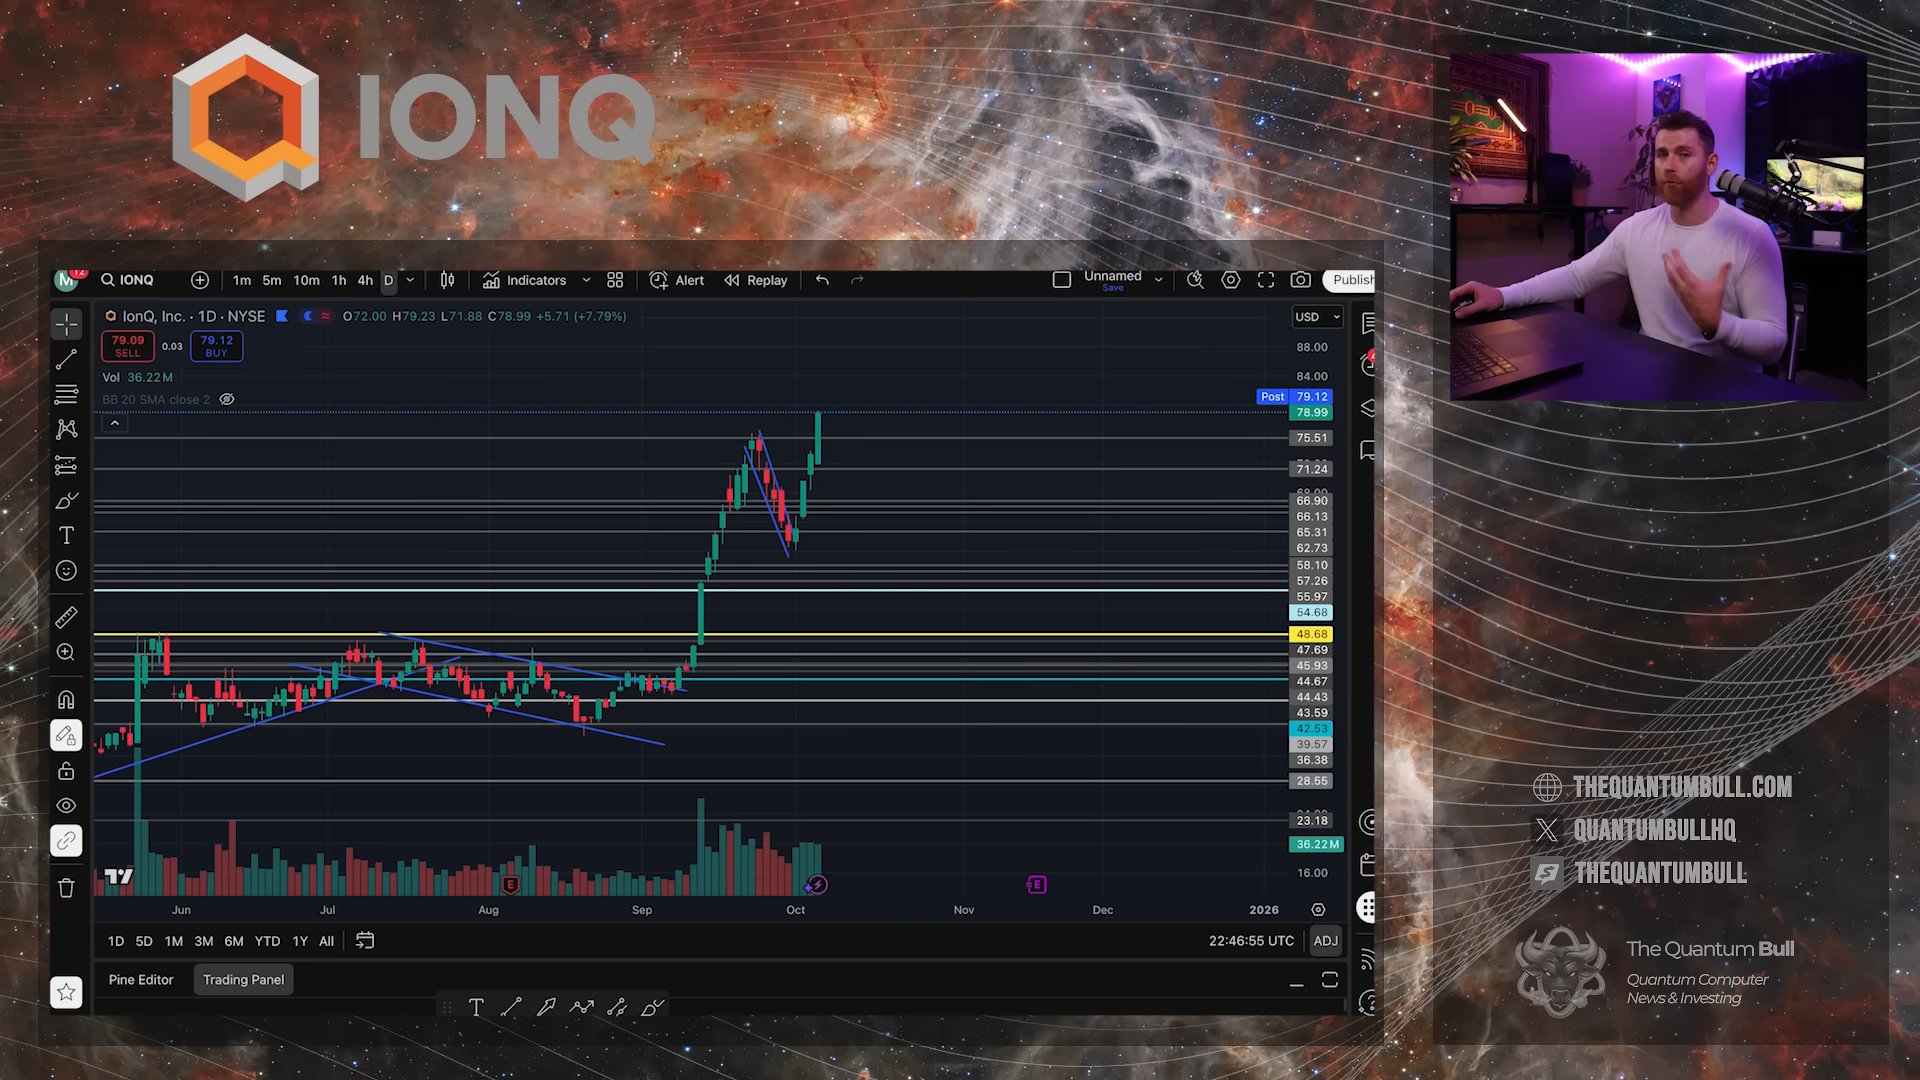 IONQ
M 12 IONQ 1m 5m 10m 1h 4h D Indicators Alert Replay Unnamed Save Publish
IonQ, Inc. · 1D · NYSE O72.00 H79.23 L71.88 C78.99 +5.71 (+7.79%)
USD
79.09 SELL 0.03 79.12 BUY
Vol 36.22M
BB 20 SMA close 2
88.00
84.00
Post 79.12
78.99
75.51
71.24
68.00
66.90
66.13
65.31
62.73
58.10
57.26
55.97
54.68
48.68
47.69
45.93
44.67
44.43
43.59
42.53
39.57
36.38
28.55
23.18
36.22M
16.00
E E
Jun Jul Aug Sep Oct Nov Dec 2026
1D 5D 1M 3M 6M YTD 1Y All 22:46:55 UTC ADJ
Pine Editor Trading Panel
THEQUANTUMBULL.COM
QUANTUMBULLHQ
THEQUANTUMBULL
The Quantum Bull
Quantum Computer
News & Investing